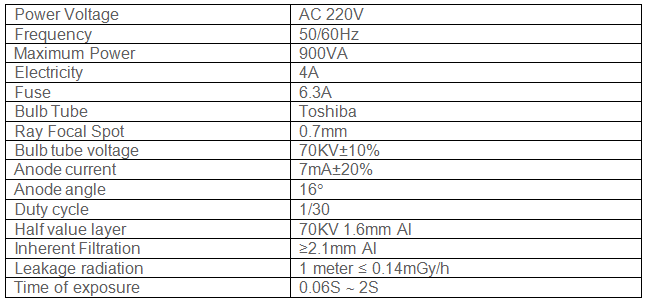 Power Voltage AC 220V
Frequency 50/60Hz
Maximum Power 900VA
Electricity 4A
Fuse 6.3A
Bulb Tube Toshiba
Ray Focal Spot 0.7mm
Bulb tube voltage 70KV±10%
Anode current 7mA±20%
Anode angle 16°
Duty cycle 1/30
Half value layer 70KV 1.6mm Al
Inherent Filtration ≥2.1mm Al
Leakage radiation 1 meter ≤ 0.14mGy/h
Time of exposure 0.06S ~ 2S